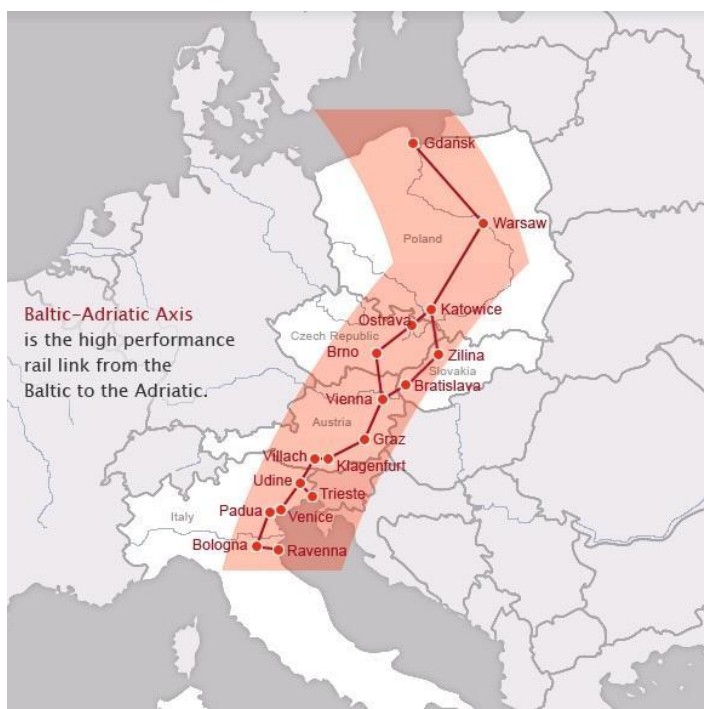 Gdańsk
Warsaw
Poland
Katowice
Ostrava
Baltic-Adriatic Axis
is the high performance
rail link from the
Baltic to the Adriatic.
Czech Republic
Brno
Zilina
Slovakia
Bratislava
Vienna
Austria
Graz
Villach
Klagenfurt
Udine
Trieste
Padua
Venice
Italy
Bologna
Ravenna